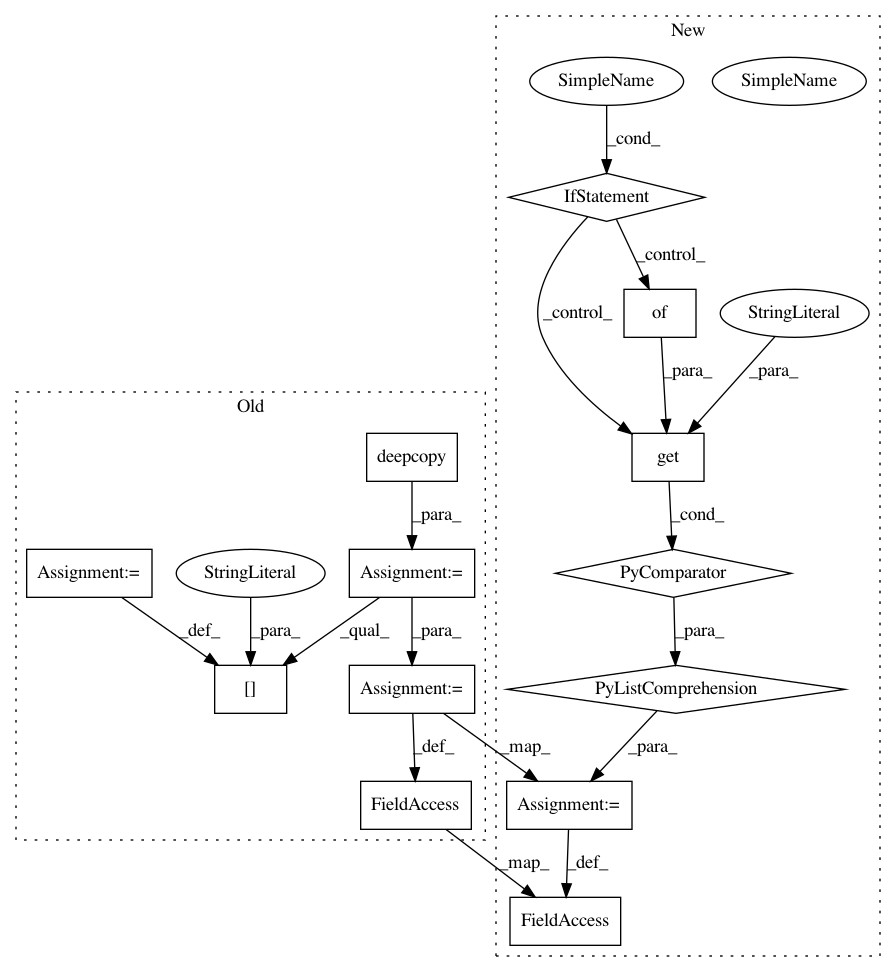 New
SimpleName
SimpleName
_cond_
IfStatement
_control_
_control_
of
StringLiteral
_para_
_para_
Old
deepcopy
get
_para_
_cond_
Assignment:=
StringLiteral
Assignment:=
PyComparator
_def_
_para_
_qual_
_para_
_para_
[]
Assignment:=
PyListComprehension
_def_
_map_
_para_
FieldAccess
Assignment:=
_map_
_def_
FieldAccess